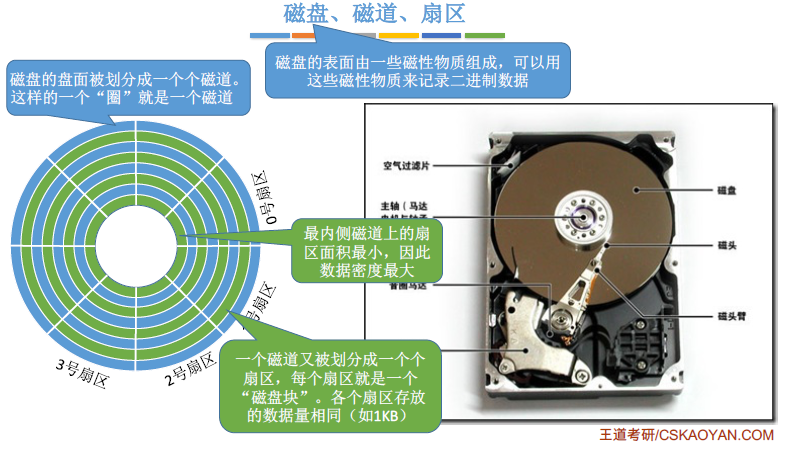 磁盘、磁道、扇区
磁盘的表面由一些磁性物质组成，可以用
这些磁性物质来记录二进制数据
磁盘的盘面被划分成一个个磁道。
这样的一个“圈”就是一个磁道
0号扇区
号扇区
2号扇区
3号扇区
最内侧磁道上的扇
区面积最小，因此
数据密度最大
一个磁道又被划分成一个个
扇区，每个扇区就是一个
“磁盘块”。各个扇区存放
的数据量相同（如1KB）
空气过滤片
主轴（马达
音圈马达
磁盘
磁头
磁头臂
王道考研/CSKAOYAN.COM